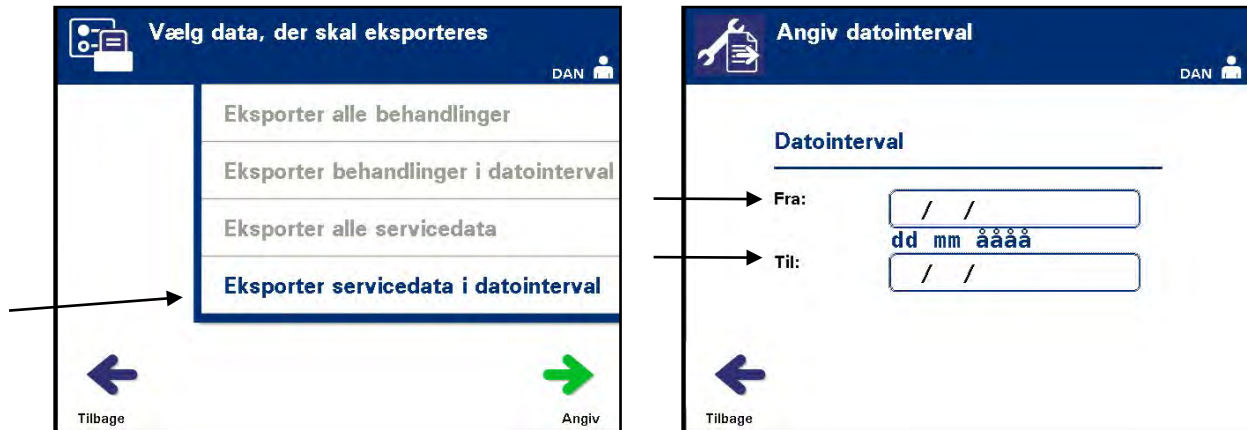 Vælg data, der skal eksporteres
DAN
Eksporter alle behandlinger
Eksporter behandlinger i datointerval
Eksporter alle servicedata
Eksporter servicedata i datointerval
Tilbage
Angiv
Angiv datointerval
DAN
Datointerval
Fra:
/ /
dd mm åååå
Til:
/ /
Tilbage